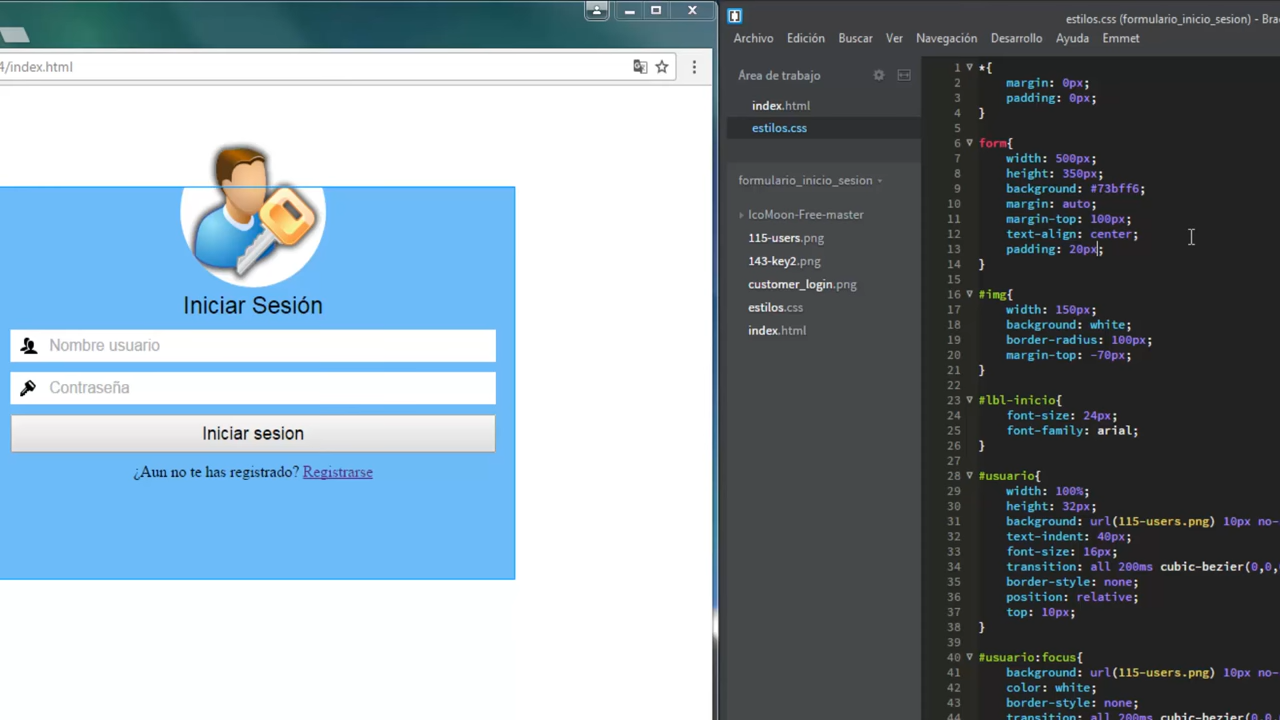 4/index.html
Iniciar Sesión
Nombre usuario
Contraseña
Iniciar sesion
¿Aun no te has registrado? Registrarse
estilos.css (formulario_inicio_sesion) - Bra
Archivo Edición Buscar Ver Navegación Desarrollo Ayuda Emmet
Área de trabajo
index.html
estilos.css
formulario_inicio_sesion
IcoMoon-Free-master
115-users.png
143-key2.png
customer_login.png
estilos.css
index.html
1 *{
2 margin: 0px;
3 padding: 0px;
4 }
5
6 form{
7 width: 500px;
8 height: 350px;
9 background: #73bff6;
10 margin: auto;
11 margin-top: 100px;
12 text-align: center;
13 padding: 20px;
14 }
15
16 #img{
17 width: 150px;
18 background: white;
19 border-radius: 100px;
20 margin-top: -70px;
21 }
22
23 #lbl-inicio{
24 font-size: 24px;
25 font-family: arial;
26 }
27
28 #usuario{
29 width: 100%;
30 height: 32px;
31 background: url(115-users.png) 10px no-
32 text-indent: 40px;
33 font-size: 16px;
34 transition: all 200ms cubic-bezier(0,0,
35 border-style: none;
36 position: relative;
37 top: 10px;
38 }
39
40 #usuario:focus{
41 background: url(115-users.png) 10px no-
42 color: white;
43 border-style: none;
44 transition: all 200ms cubic-bezier(0,0,